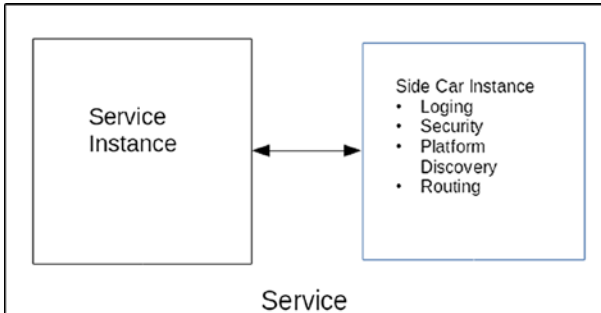 Service
Instance
Side Car Instance
• Loging
• Security
• Platform
Discovery
• Routing
Service